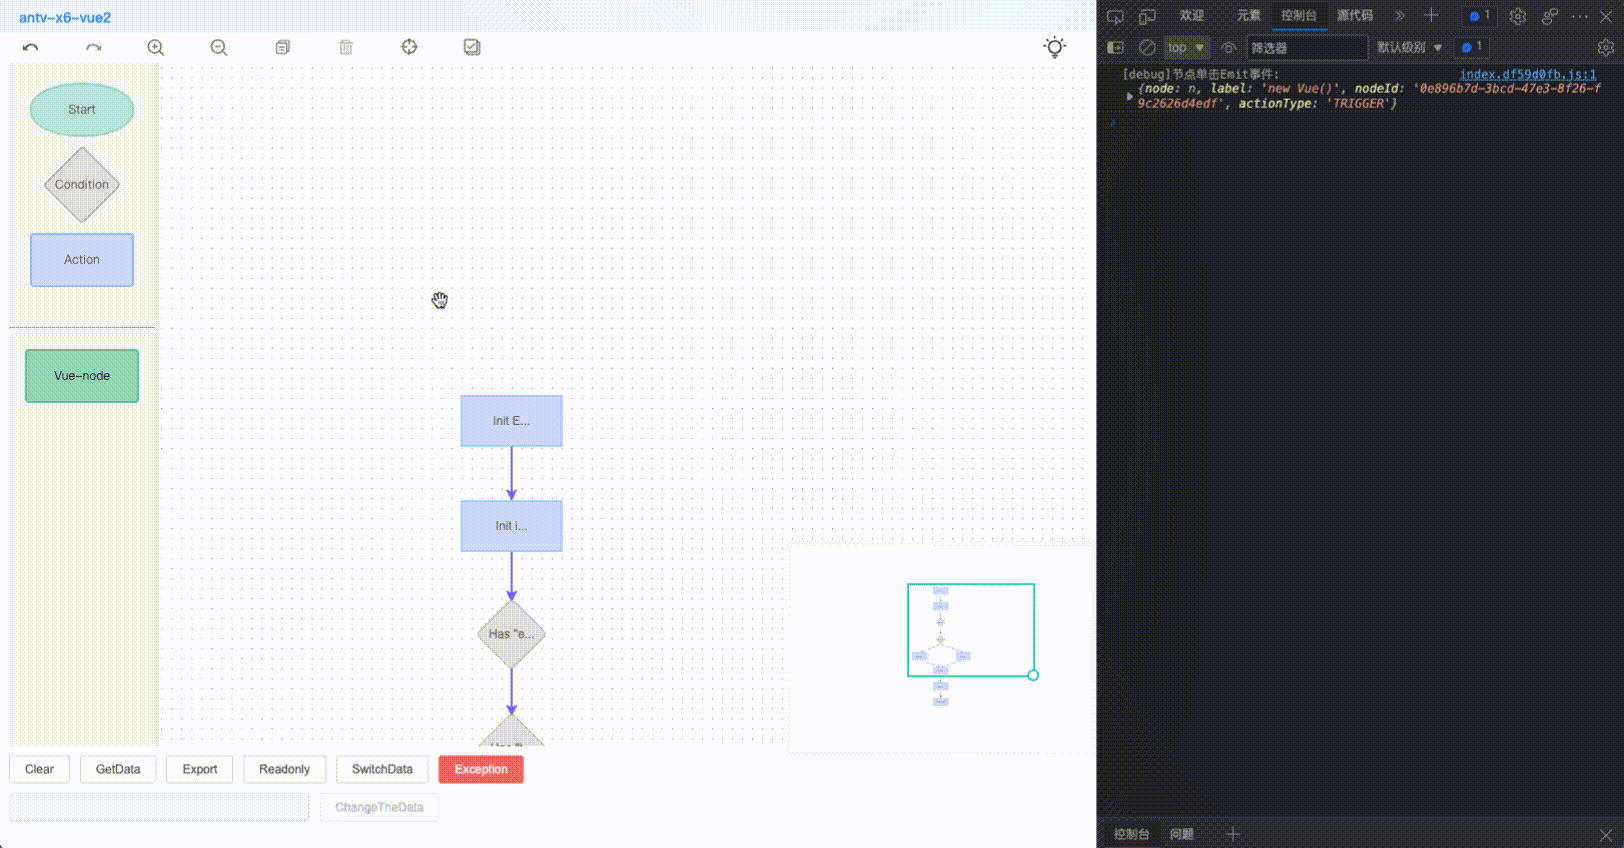 antv-x6-vue2
Start
Condition
Action
Vue-node
Init E...
Init i...
Has "e...
Clear
GetData
Export
Readonly
SwitchData
Exception
ChangeTheData
欢迎
元素
控制台
源代码
1
top
筛选器
默认级别
1
[debug]节点单击Emit事件:
index.df59d0fb.js:1
{node: n, label: 'new Vue()', nodeId: '0e896b7d-3bcd-47e3-8f26-f
9c2626d4edf', actionType: 'TRIGGER'}
控制台
问题